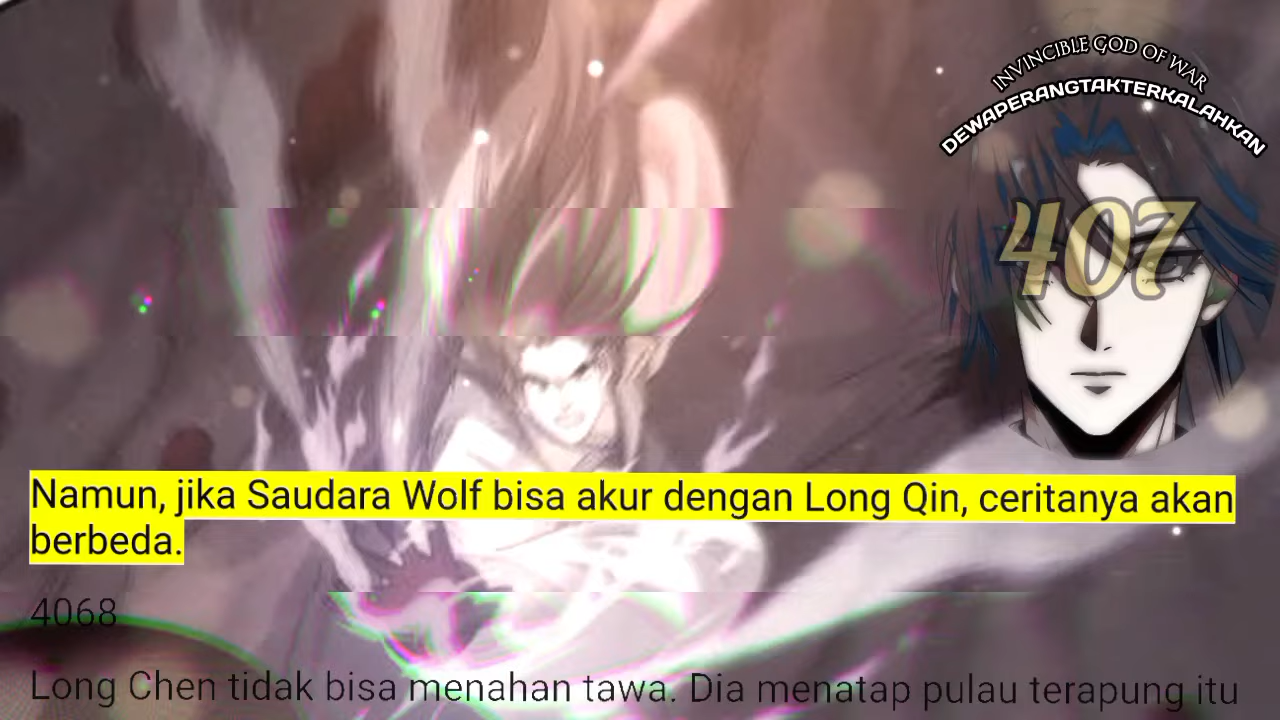 INVINCIBLE GOD OF WAR
DEWAPERANGTAKTERKALAHKAN
407
Namun, jika Saudara Wolf bisa akur dengan Long Qin, ceritanya akan
berbeda.
4068
Long Chen tidak bisa menahan tawa. Dia menatap pulau terapung itu